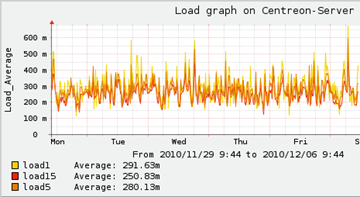 Load graph on Centreon-Server
Load_Average
600 m
500 m
400 m
300 m
200 m
100 m
0
Mon Tue Wed Thu Fri S
From 2010/11/29 9:44 to 2010/12/06 9:44
load1 Average: 291.63m
load15 Average: 250.83m
load5 Average: 280.13m